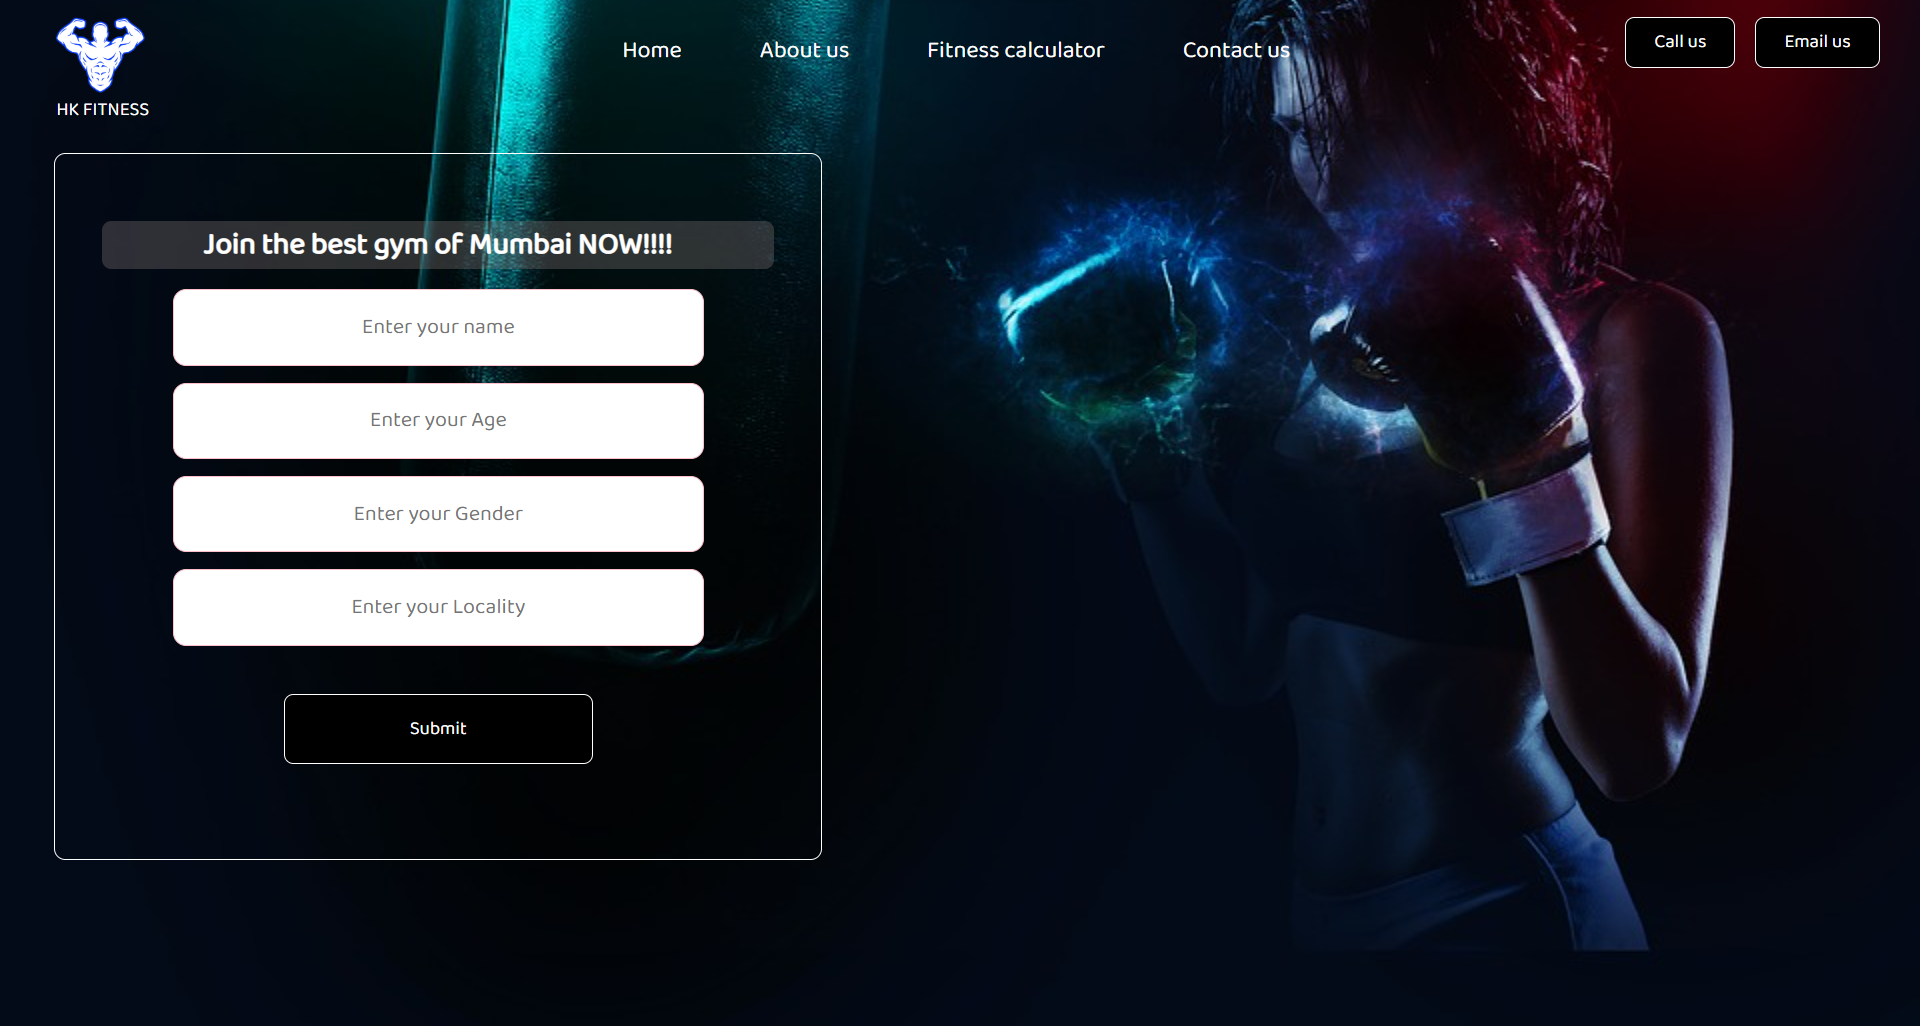 HK FITNESS
Home
About us
Fitness calculator
Contact us
Call us
Email us
Join the best gym of Mumbai NOW!!!!
Enter your name
Enter your Age
Enter your Gender
Enter your Locality
Submit